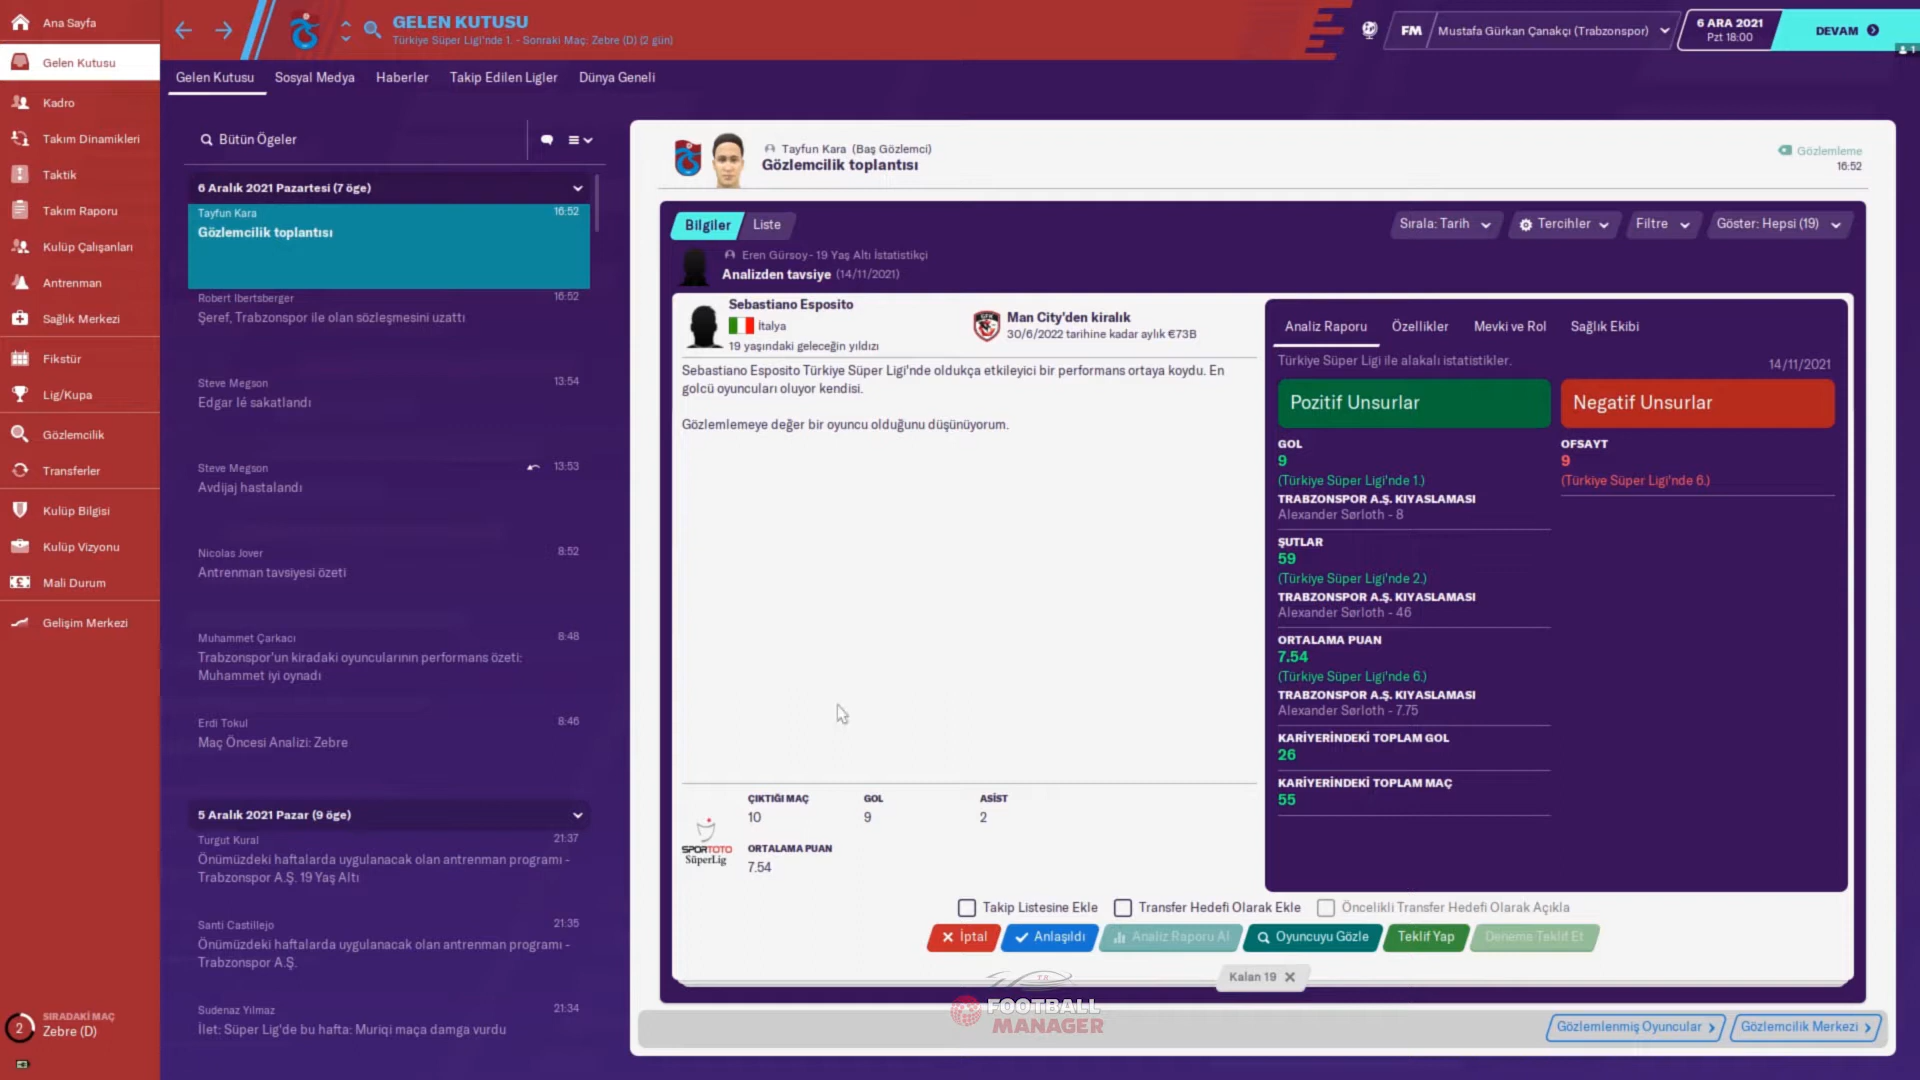 Ana Sayfa
Gelen Kutusu
Kadro
Takım Dinamikleri
Taktik
Takım Raporu
Kulüp Çalışanları
Antrenman
Sağlık Merkezi
Fikstür
Lig/Kupa
Gözlemcilik
Transferler
Kulüp Bilgisi
Kulüp Vizyonu
Mali Durum
Gelişim Merkezi
2
SIRADAKİ MAÇ
Zebre (D)
GELEN KUTUSU
Türkiye Süper Ligi'nde 1. - Sonraki Maç: Zebre (D) (2 gün)
FM
Mustafa Gürkan Çanakçı (Trabzonspor)
6 ARA 2021
Pzt 18:00
DEVAM
1
Gelen Kutusu Sosyal Medya Haberler Takip Edilen Ligler Dünya Geneli
Bütün Ögeler
6 Aralık 2021 Pazartesi (7 öge)
Tayfun Kara 16:52
Gözlemcilik toplantısı
Robert Ibertsberger 16:52
Şeref, Trabzonspor ile olan sözleşmesini uzattı
Steve Megson 13:54
Edgar Ié sakatlandı
Steve Megson 13:53
Avdijaj hastalandı
Nicolas Jover 8:52
Antrenman tavsiyesi özeti
Muhammet Çarkacı 8:48
Trabzonspor'un kiradaki oyuncularının performans özeti:
Muhammet iyi oynadı
Erdi Tokul 8:46
Maç Öncesi Analizi: Zebre
5 Aralık 2021 Pazar (9 öge)
Turgut Kural 21:37
Önümüzdeki haftalarda uygulanacak olan antrenman programı -
Trabzonspor A.Ş. 19 Yaş Altı
Santi Castillejo 21:35
Önümüzdeki haftalarda uygulanacak olan antrenman programı -
Trabzonspor A.Ş.
Sudenaz Yılmaz 21:34
İlet: Süper Lig'de bu hafta: Muriqi maça damga vurdu
Tayfun Kara (Baş Gözlemci)
Gözlemcilik toplantısı
Gözlemleme
16:52
Bilgiler Liste
Sırala: Tarih Tercihler Filtre Göster: Hepsi (19)
Eren Gürsoy- 19 Yaş Altı İstatistikçi
Analizden tavsiye (14/11/2021)
Sebastiano Esposito
İtalya
19 yaşındaki geleceğin yıldızı
Man City'den kiralık
30/6/2022 tarihine kadar aylık €73B
Sebastiano Esposito Türkiye Süper Ligi'nde oldukça etkileyici bir performans ortaya koydu. En
golcü oyuncuları oluyor kendisi.
Gözlemlemeye değer bir oyuncu olduğunu düşünüyorum.
SPORTOTO
SüperLig
ÇIKTIĞI MAÇ GOL ASİST
10 9 2
ORTALAMA PUAN
7.54
Analiz Raporu Özellikler Mevki ve Rol Sağlık Ekibi
Türkiye Süper Ligi ile alakalı istatistikler. 14/11/2021
Pozitif Unsurlar
GOL
9
(Türkiye Süper Ligi'nde 1.)
TRABZONSPOR A.Ş. KIYASLAMASI
Alexander Sørloth - 8
ŞUTLAR
59
(Türkiye Süper Ligi'nde 2.)
TRABZONSPOR A.Ş. KIYASLAMASI
Alexander Sørloth - 46
ORTALAMA PUAN
7.54
(Türkiye Süper Ligi'nde 6.)
TRABZONSPOR A.Ş. KIYASLAMASI
Alexander Sørloth - 7.75
KARİYERİNDEKİ TOPLAM GOL
26
KARİYERİNDEKİ TOPLAM MAÇ
55
Negatif Unsurlar
OFSAYT
9
(Türkiye Süper Ligi'nde 6.)
Takip Listesine Ekle Transfer Hedefi Olarak Ekle Öncelikli Transfer Hedefi Olarak Açıkla
İptal Anlaşıldı Analiz Raporu Al Oyuncuyu Gözle Teklif Yap Deneme Teklif Et
Kalan 19
FOOTBALL
MANAGER
Gözlemlenmiş Oyuncular Gözlemcilik Merkezi